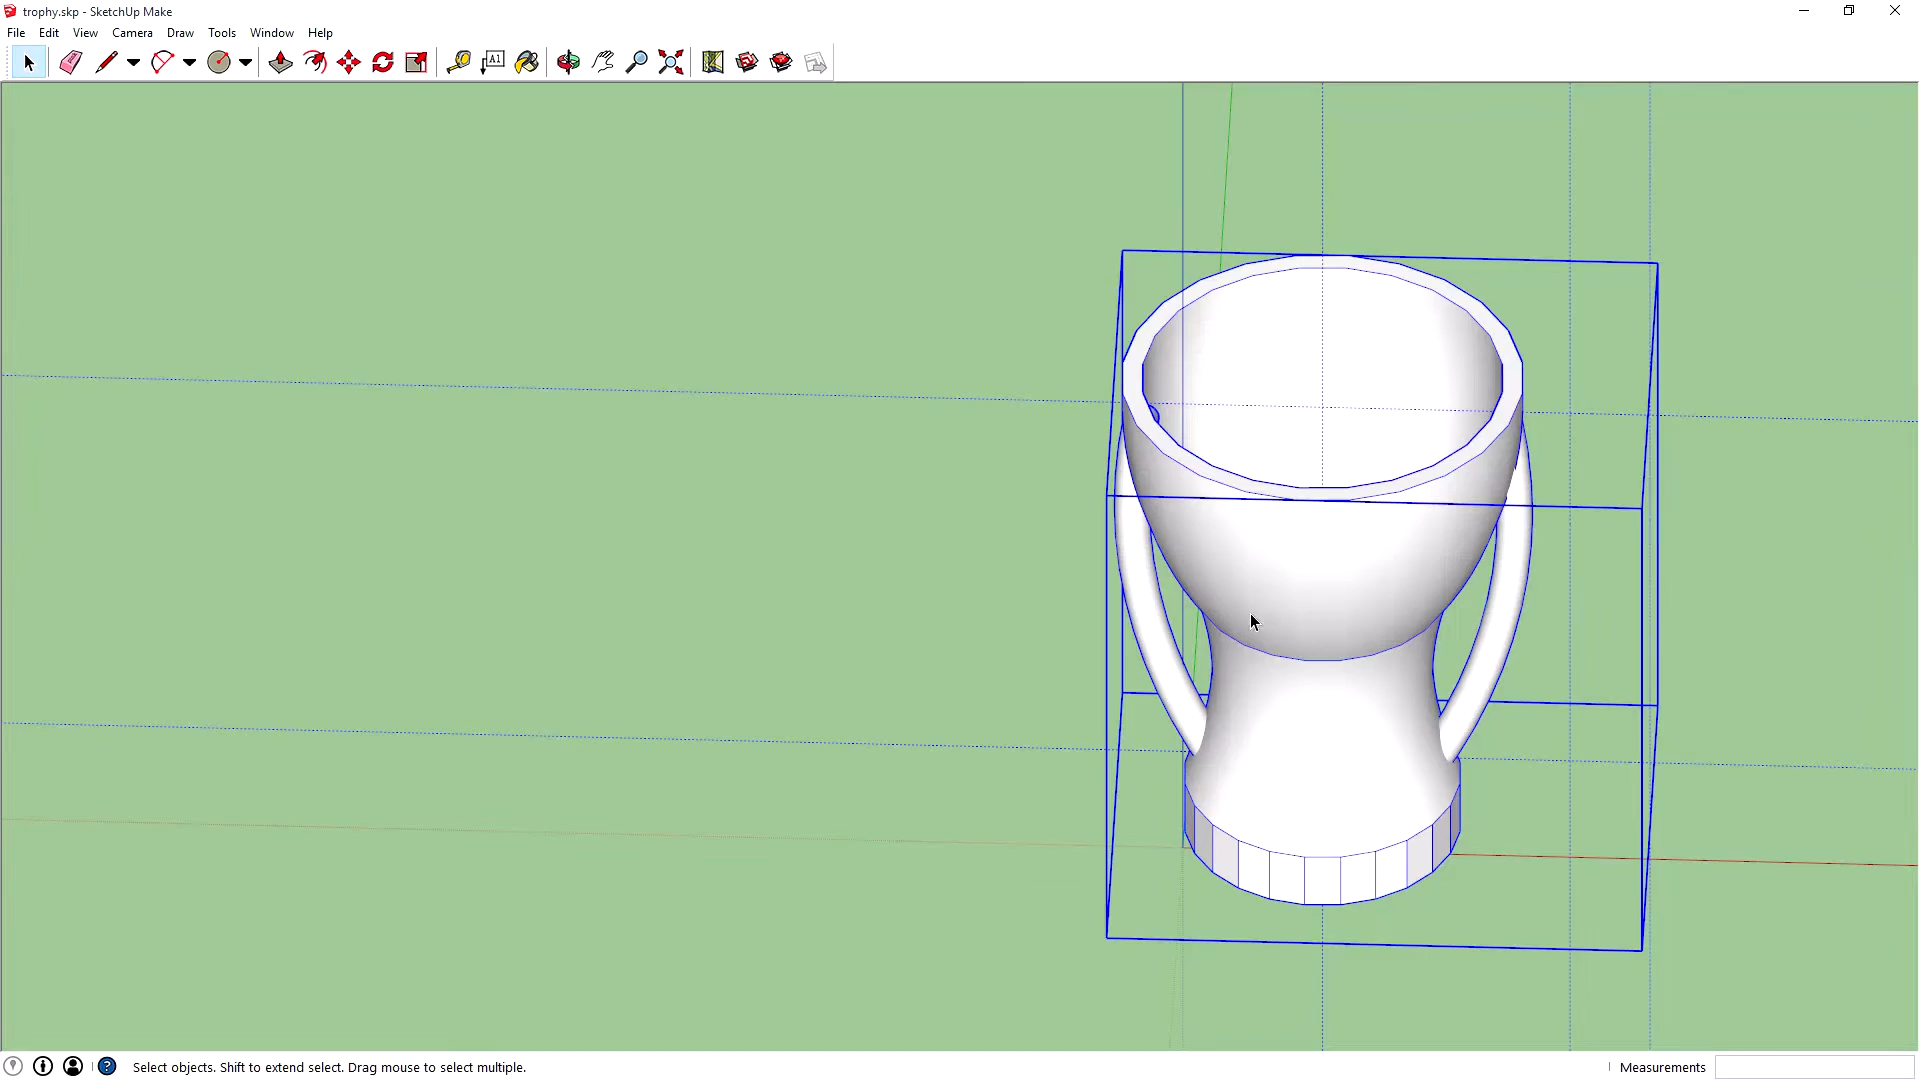 trophy.skp - SketchUp Make
File Edit View Camera Draw Tools Window Help
A1
Select objects. Shift to extend select. Drag mouse to select multiple.
Measurements